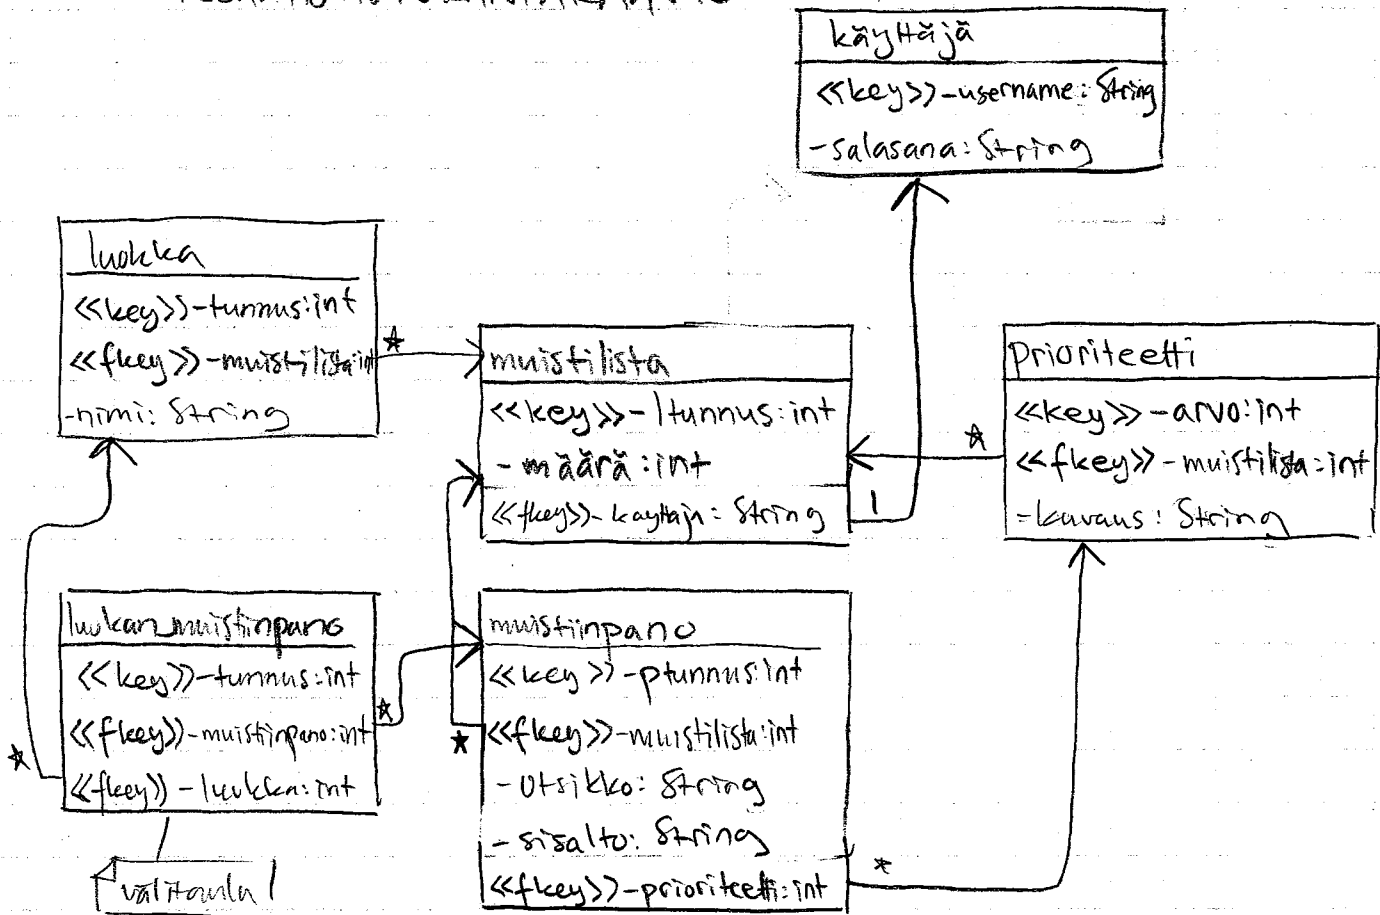 käyttäjä
<<key>>-username: String
-salasana: String
luokka
<<key>>-tunnus:int
<<fkey>>-muistilista:int
-nimi: String
*
muistilista
<<key>>-ltunnus:int
-määrä:int
<<fkey>>-kayttaja: String
1
*
prioriteetti
<<key>>-arvo:int
<<fkey>>-muistilista:int
-kuvaus: String
luokan_muistiinpano
<<key>>-tunnus:int
<<fkey>>-muistiinpano:int
<<fkey>>-luokka:int
*
*
välitaulu
muistiinpano
<<key>>-ptunnus:int
<<fkey>>-muistilista:int
-otsikko: String
-sisalto: String
<<fkey>>-prioriteetti:int
*
*